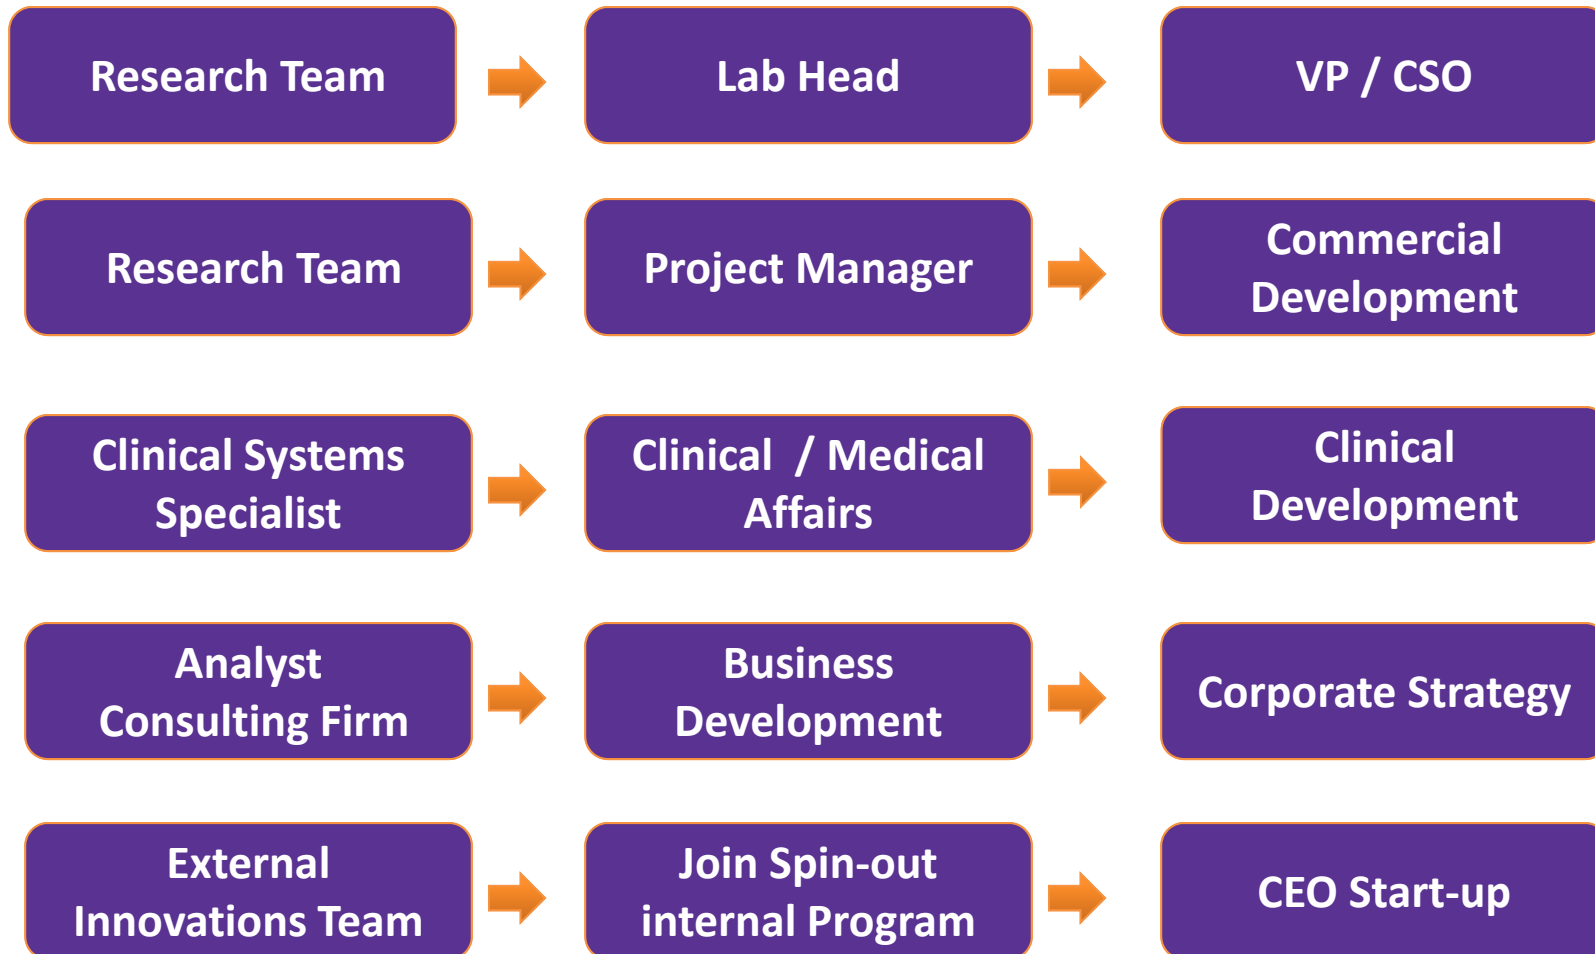 Research Team
Lab Head
VP / CSO
Research Team
Project Manager
Commercial
Development
Clinical Systems
Specialist
Clinical / Medical
Affairs
Clinical
Development
Analyst
Consulting Firm
Business
Development
Corporate Strategy
External
Innovations Team
Join Spin-out
internal Program
CEO Start-up